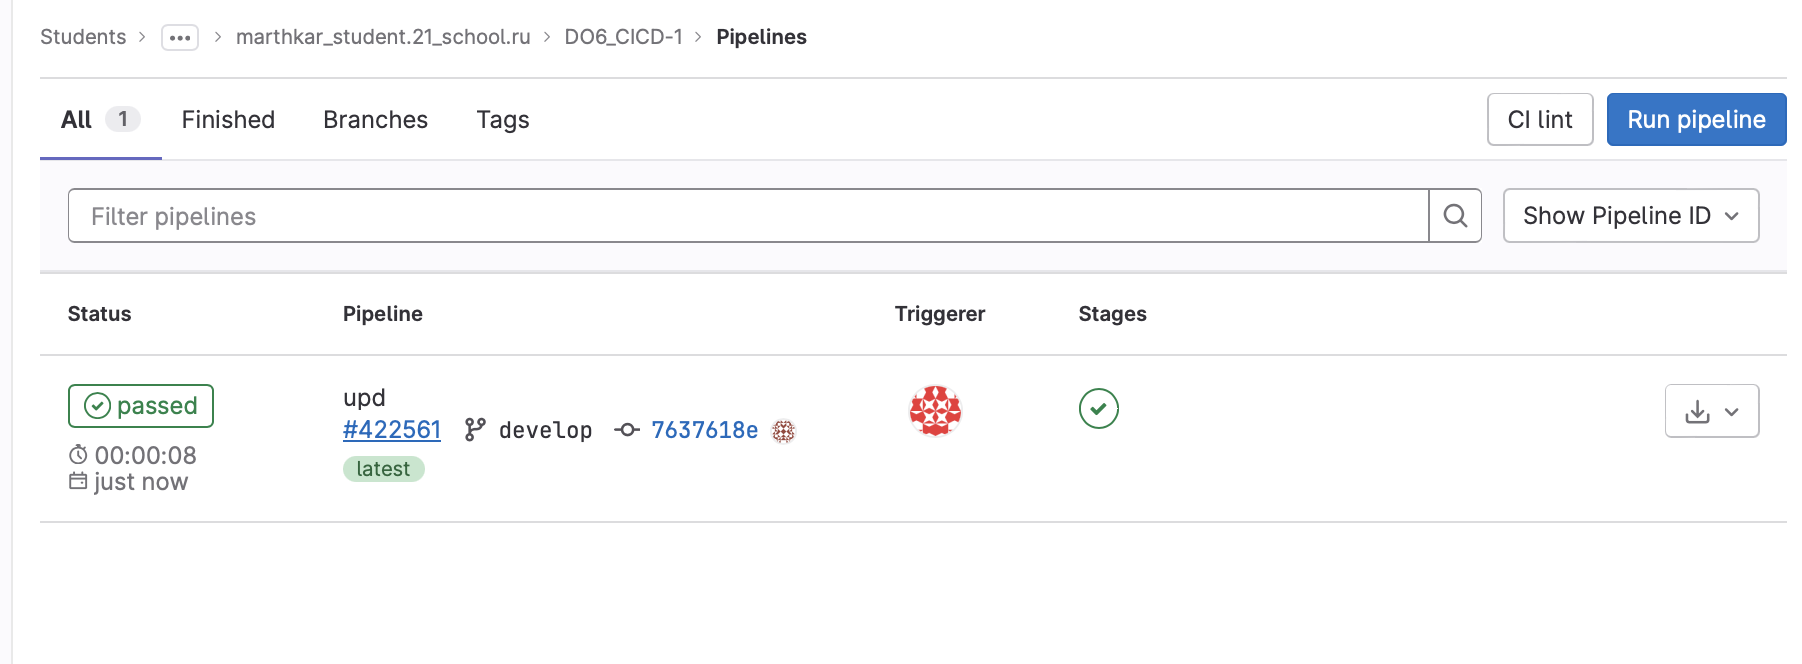 Students > ... > marthkar_student.21_school.ru > DO6_CICD-1 > Pipelines
All 1 Finished Branches Tags CI lint Run pipeline
Filter pipelines Show Pipeline ID
Status Pipeline Triggerer Stages
passed upd
#422561 develop 7637618e
00:00:08 latest
just now